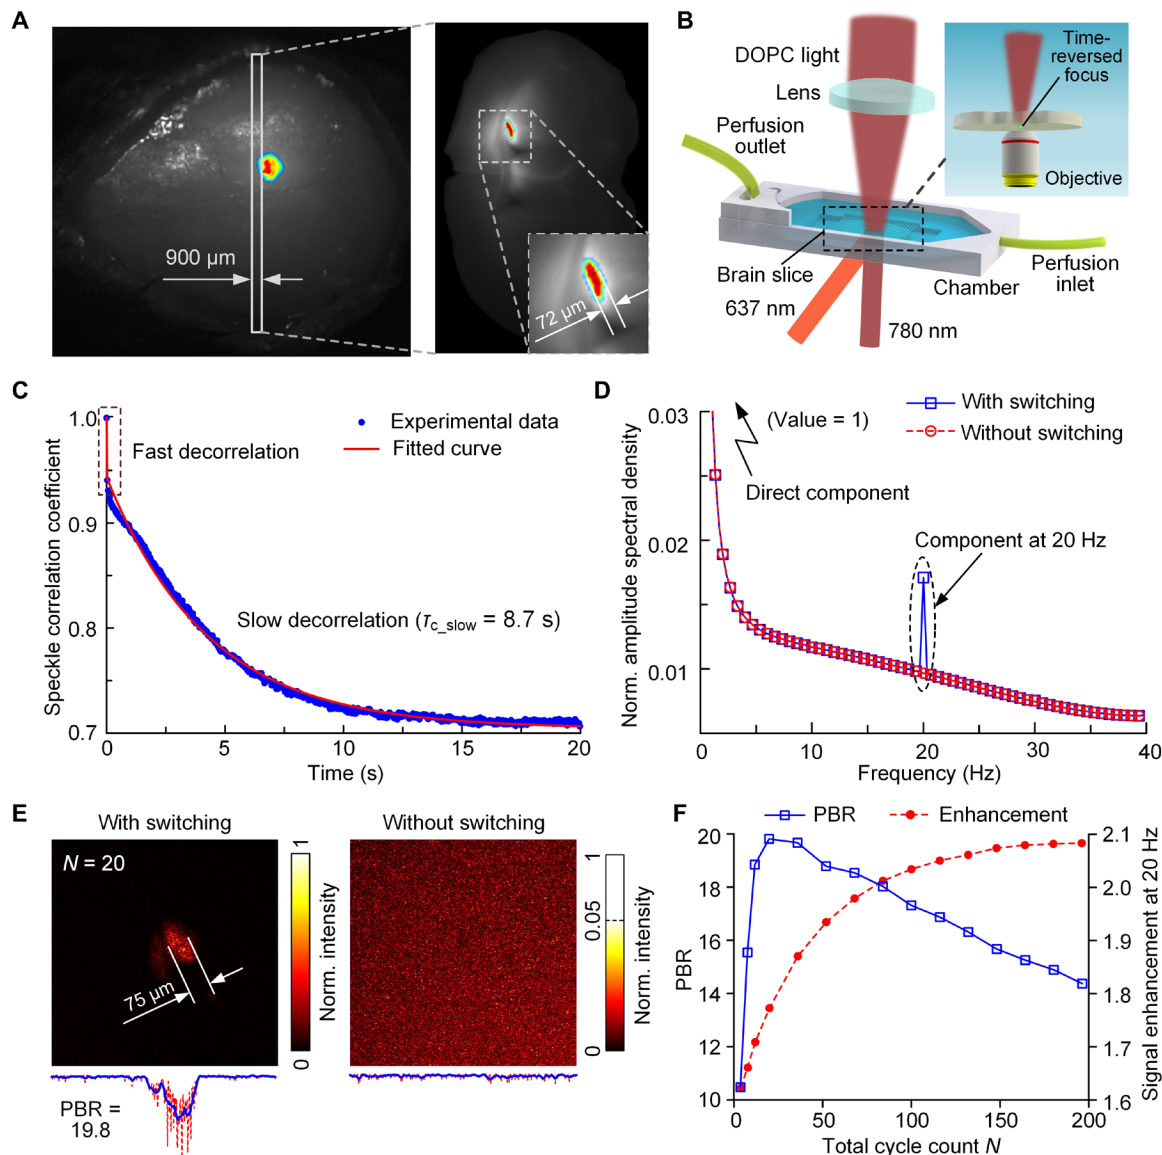 A
900 µm
72 µm
B
DOPC light
Lens
Perfusion
outlet
Time-
reversed
focus
Objective
Brain slice
637 nm
780 nm
Chamber
Perfusion
inlet
C
Speckle correlation coefficient
1.0
0.9
0.8
0.7
Experimental data
Fitted curve
Fast decorrelation
Slow decorrelation (τc_slow = 8.7 s)
0
5
10
15
20
Time (s)
D
Norm. amplitude spectral density
0.03
0.02
0.01
With switching
Without switching
(Value = 1)
Direct component
Component at 20 Hz
0
10
20
30
40
Frequency (Hz)
E
With switching
N = 20
75 µm
1
0
Norm. intensity
PBR =
19.8
Without switching
1
0.05
0
Norm. intensity
F
PBR
Enhancement
PBR
20
18
16
14
12
10
2.1
2.0
1.9
1.8
1.7
1.6
Signal enhancement at 20 Hz
0
50
100
150
200
Total cycle count N